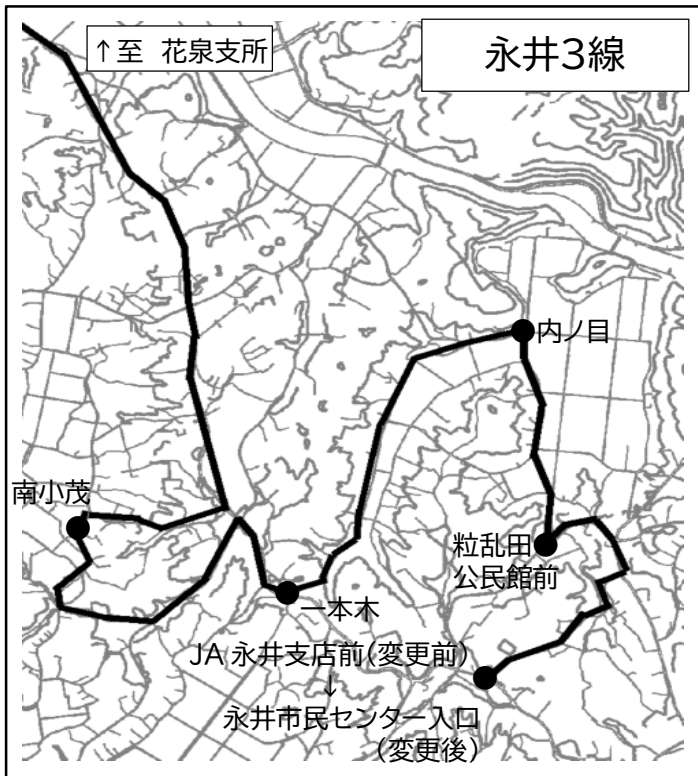 ↑至 花泉支所
永井3線
内ノ目
南小茂
粒乱田
公民館前
一本木
JA 永井支店前(変更前)
↓
永井市民センター入口
(変更後)